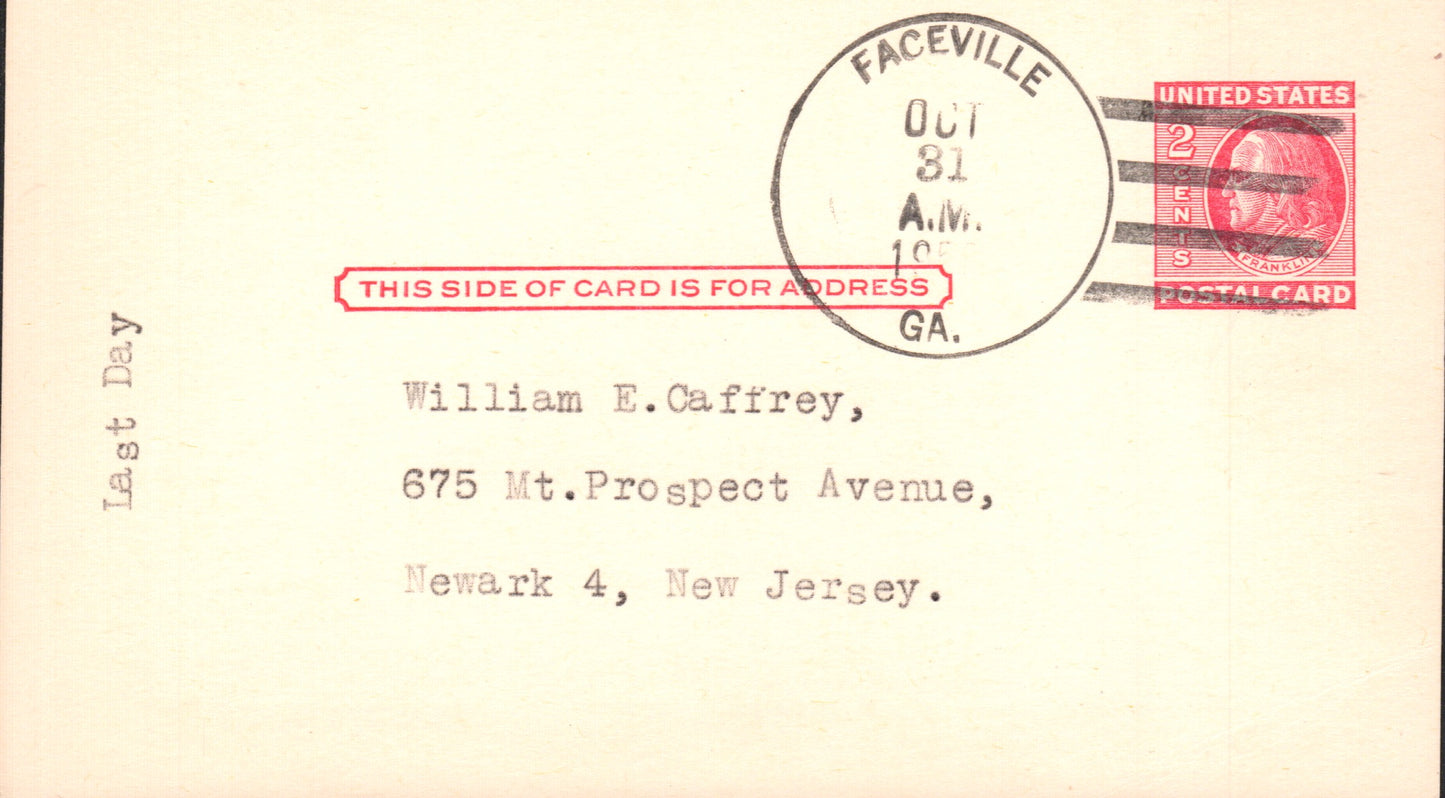 FACEVILLE
OCT
31
A.M.
GA.
UNITED STATES
2
CENTS
FRANKLIN
POSTAL CARD
THIS SIDE OF CARD IS FOR ADDRESS
Last Day
William E.Caffrey,
675 Mt.Prospect Avenue,
Newark 4, New Jersey.